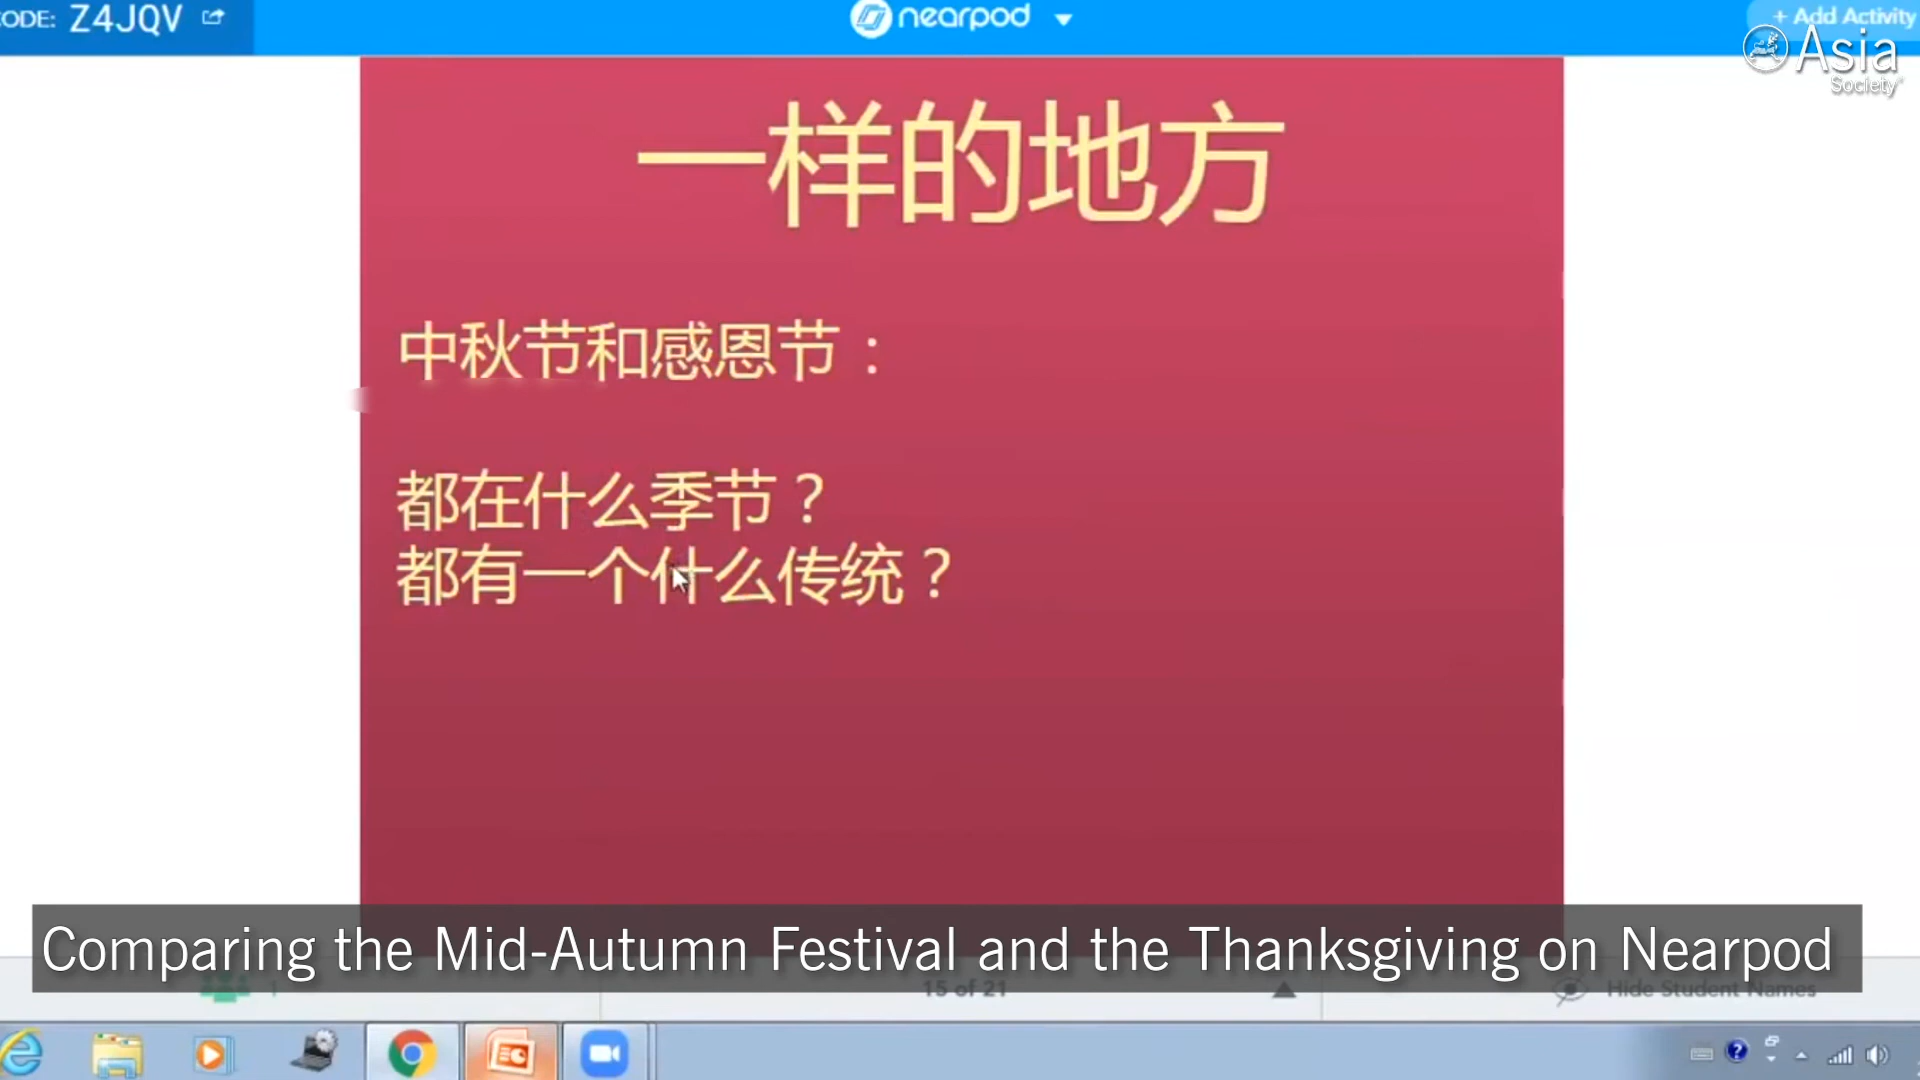 CODE: Z4JQV
nearpod
+ Add Activity
Asia
Society
一样的地方
中秋节和感恩节：
都在什么季节？
都有一个什么传统？
Comparing the Mid-Autumn Festival and the Thanksgiving on Nearpod
1
15 of 21
Hide Student Names